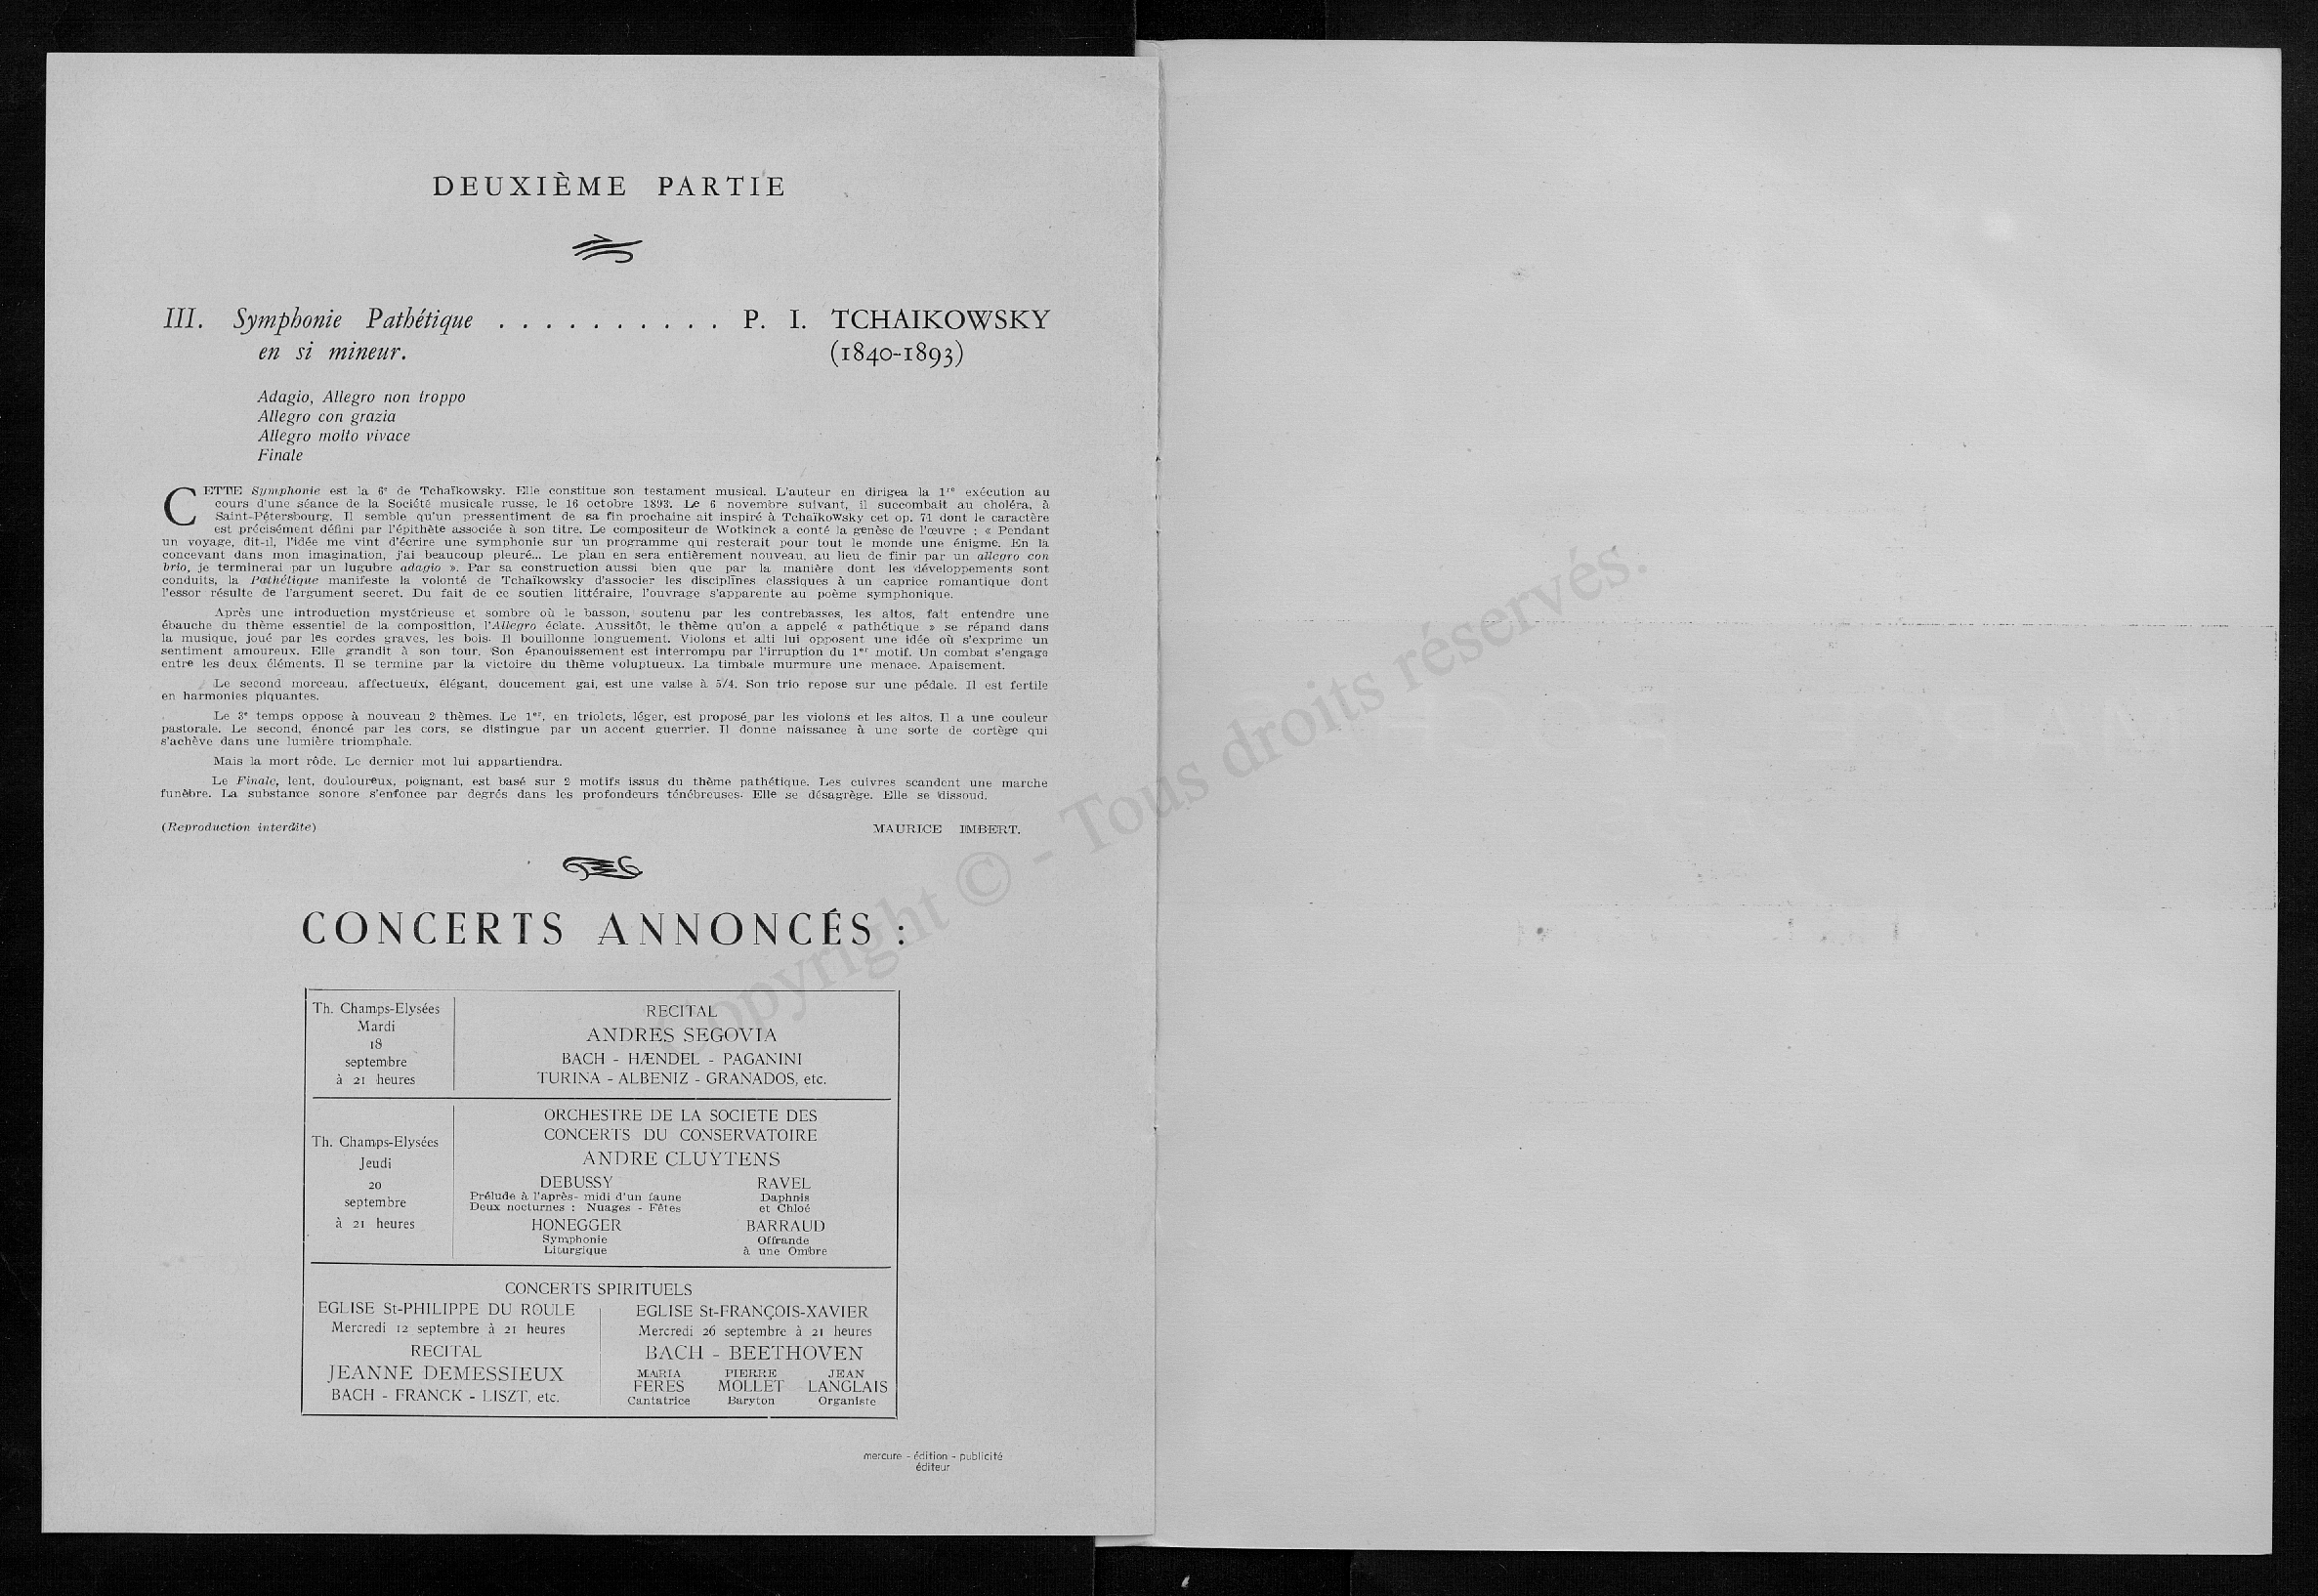 DEUXIÈME PARTIE
III. Symphonie Pathétique . . . . . . . . . . P. I. TCHAIKOWSKY
en si mineur. (1840-1893)
Adagio, Allegro non troppo
Allegro con grazia
Allegro molto vivace
Finale
CETTE Symphonie est la 6e de Tchaïkowsky. Elle constitue son testament musical. L'auteur en dirigea la 1re exécution au
cours d'une séance de la Société musicale russe, le 16 octobre 1893. Le 6 novembre suivant, il succombait au choléra, à
Saint-Pétersbourg. Il semble qu'un pressentiment de sa fin prochaine ait inspiré à TchaïkoWsky cet op. 74 dont le caractère
est précisément défini par l'épithète associée à son titre. Le compositeur de Wotkinck a conté la genèse de l'œuvre : « Pendant
un voyage, dit-il, l'idée me vint d'écrire une symphonie sur un programme qui resterait pour tout le monde une énigme. En la
concevant dans mon imagination, j'ai beaucoup pleuré... Le plan en sera entièrement nouveau, au lieu de finir par un allegro con
brio, je terminerai par un lugubre adagio ». Par sa construction aussi bien que par la manière dont les développements sont
conduits, la Pathétique manifeste la volonté de Tchaïkowsky d'associer les disciplines classiques à un caprice romantique dont
l'essor résulte de l'argument secret. Du fait de ce soutien littéraire, l'ouvrage s'apparente au poème symphonique.
Après une introduction mystérieuse et sombre où le basson, soutenu par les contrebasses, les altos, fait entendre une
ébauche du thème essentiel de la composition, l'Allegro éclate. Aussitôt, le thème qu'on a appelé « pathétique » se répand dans
la musique, joué par les cordes graves, les bois. Il bouillonne longuement. Violons et alti lui opposent une idée où s'exprime un
sentiment amoureux. Elle grandit à son tour. Son épanouissement est interrompu par l'irruption du 1er motif. Un combat s'engage
entre les deux éléments. Il se termine par la victoire du thème voluptueux. La timbale murmure une menace. Apaisement.
Le second morceau, affectueux, élégant, doucement gai, est une valse à 5/4. Son trio repose sur une pédale. Il est fertile
en harmonies piquantes.
Le 3e temps oppose à nouveau 2 thèmes. Le 1er, en triolets, léger, est proposé par les violons et les altos. Il a une couleur
pastorale. Le second, énoncé par les cors, se distingue par un accent guerrier. Il donne naissance à une sorte de cortège qui
s'achève dans une lumière triomphale.
Mais la mort rôde. Le dernier mot lui appartiendra.
Le Finale, lent, douloureux, poignant, est basé sur 2 motifs issus du thème pathétique. Les cuivres scandent une marche
funèbre. La substance sonore s'enfonce par degrés dans les profondeurs ténébreuses. Elle se désagrège. Elle se dissoud.
(Reproduction interdite) MAURICE IMBERT.
CONCERTS ANNONCÉS :
Th. Champs-Elysées
Mardi
18
septembre
à 21 heures
RECITAL
ANDRES SEGOVIA
BACH - HÆNDEL - PAGANINI
TURINA - ALBENIZ - GRANADOS, etc.
Th. Champs-Elysées
Jeudi
20
septembre
à 21 heures
ORCHESTRE DE LA SOCIETE DES
CONCERTS DU CONSERVATOIRE
ANDRE CLUYTENS
DEBUSSY
Prélude à l'après- midi d'un faune
Deux nocturnes : Nuages - Fêtes
RAVEL
Daphnis
et Chloé
HONEGGER
Symphonie
Liturgique
BARRAUD
Offrande
à une Ombre
CONCERTS SPIRITUELS
EGLISE St-PHILIPPE DU ROULE
Mercredi 12 septembre à 21 heures
RECITAL
JEANNE DEMESSIEUX
BACH - FRANCK - LISZT, etc.
EGLISE St-FRANÇOIS-XAVIER
Mercredi 26 septembre à 21 heures
BACH - BEETHOVEN
MARIA PIERRE JEAN
FERES MOLLET LANGLAIS
Cantatrice Baryton Organiste
mercure - édition - publicité
éditeur
Copyright © - Tous droits réservés.